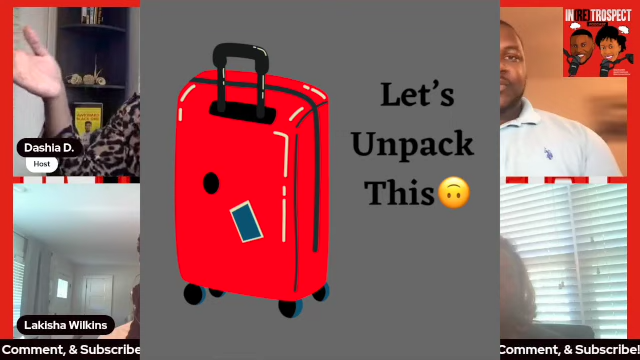 IN(RE)TROSPECT
Let's
Unpack
This🙃
Dashia D.
Host
Lakisha Wilkins
Comment, & Subscribe
Comment, & Subscribe!